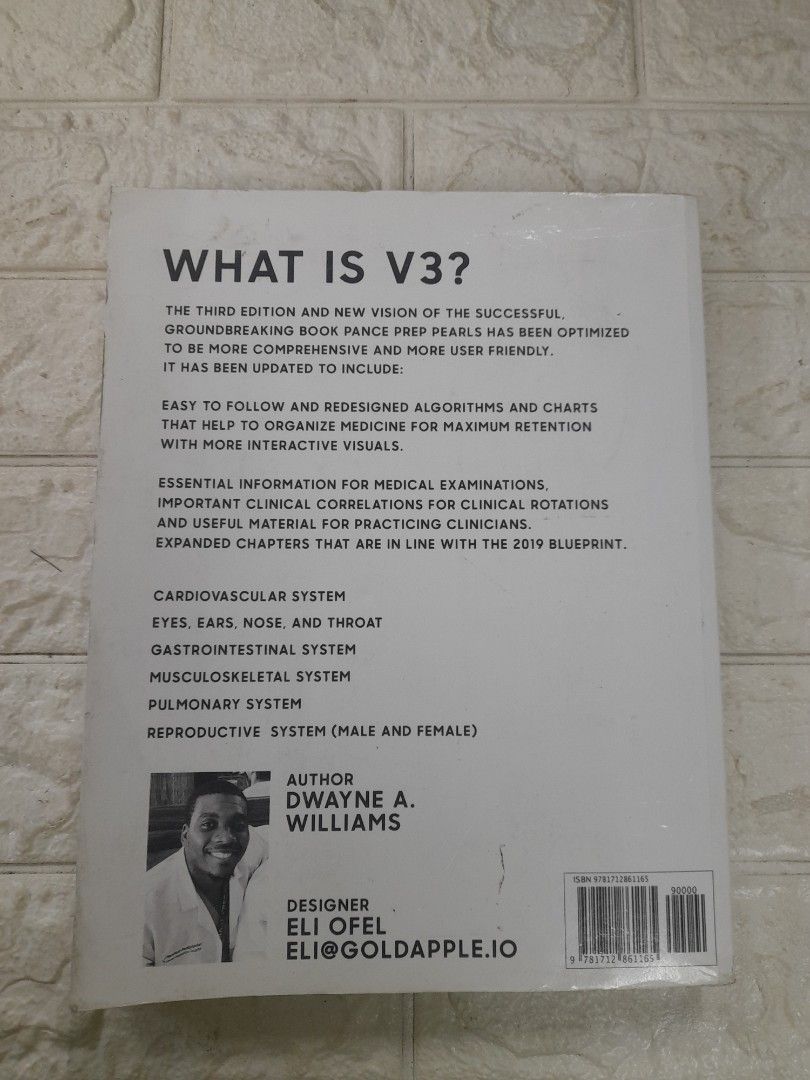 WHAT IS V3?
THE THIRD EDITION AND NEW VISION OF THE SUCCESSFUL,
GROUNDBREAKING BOOK PANCE PREP PEARLS HAS BEEN OPTIMIZED
TO BE MORE COMPREHENSIVE AND MORE USER FRIENDLY.
IT HAS BEEN UPDATED TO INCLUDE:
EASY TO FOLLOW AND REDESIGNED ALGORITHMS AND CHARTS
THAT HELP TO ORGANIZE MEDICINE FOR MAXIMUM RETENTION
WITH MORE INTERACTIVE VISUALS.
ESSENTIAL INFORMATION FOR MEDICAL EXAMINATIONS,
IMPORTANT CLINICAL CORRELATIONS FOR CLINICAL ROTATIONS
AND USEFUL MATERIAL FOR PRACTICING CLINICIANS.
EXPANDED CHAPTERS THAT ARE IN LINE WITH THE 2019 BLUEPRINT.
CARDIOVASCULAR SYSTEM
EYES, EARS, NOSE, AND THROAT
GASTROINTESTINAL SYSTEM
MUSCULOSKELETAL SYSTEM
PULMONARY SYSTEM
REPRODUCTIVE SYSTEM (MALE AND FEMALE)
AUTHOR
DWAYNE A.
WILLIAMS
DESIGNER
ELI OFEL
ELI@GOLDAPPLE.IO
ISBN 9781712861165
90000
9 781712 861165